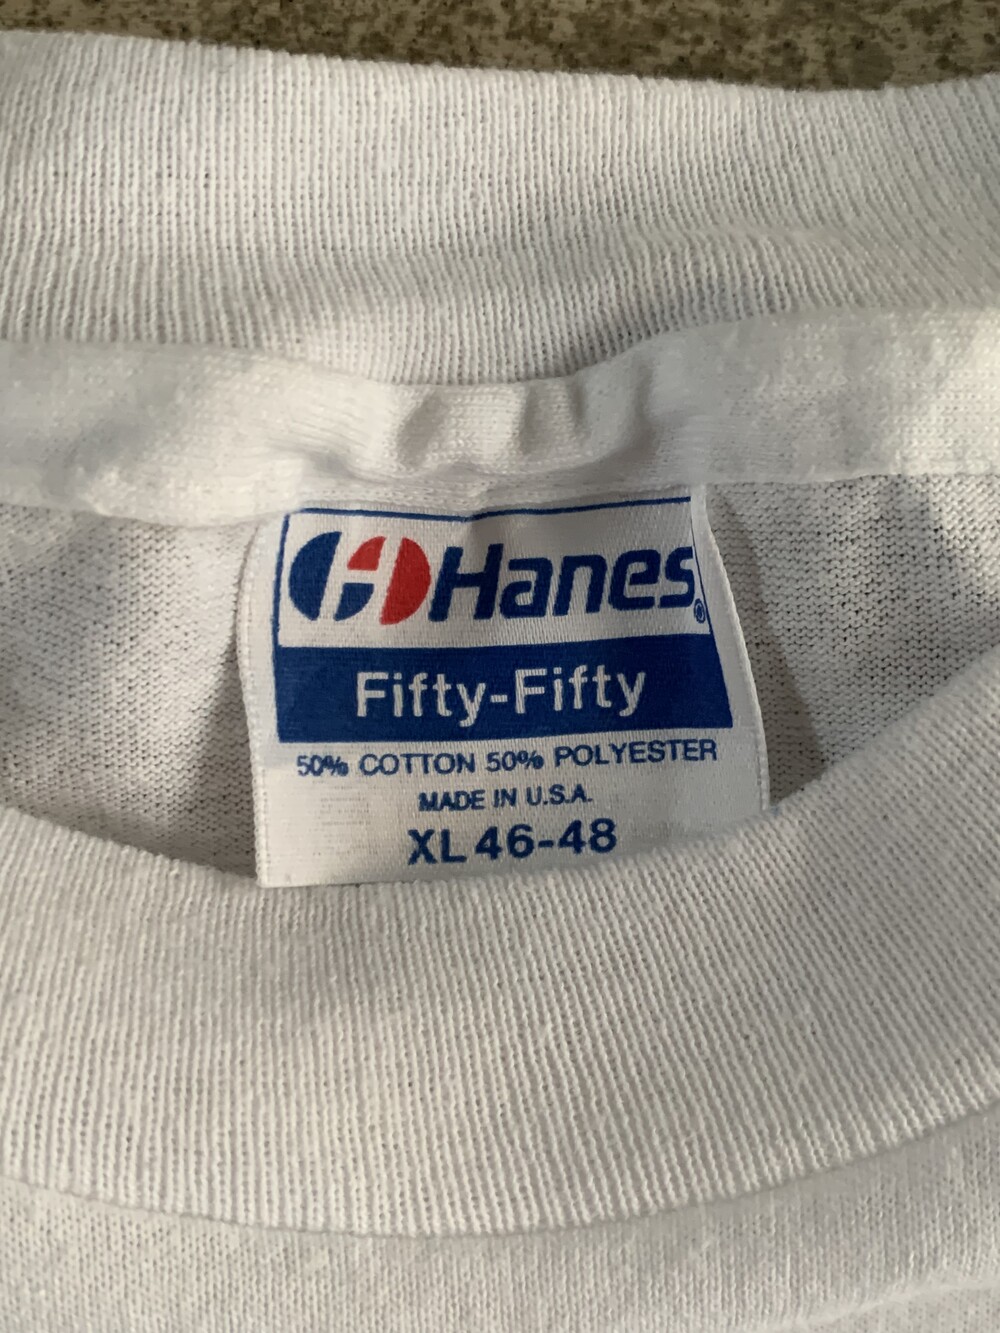 Hanes®
Fifty-Fifty
50% COTTON 50% POLYESTER
MADE IN U.S.A.
XL 46-48